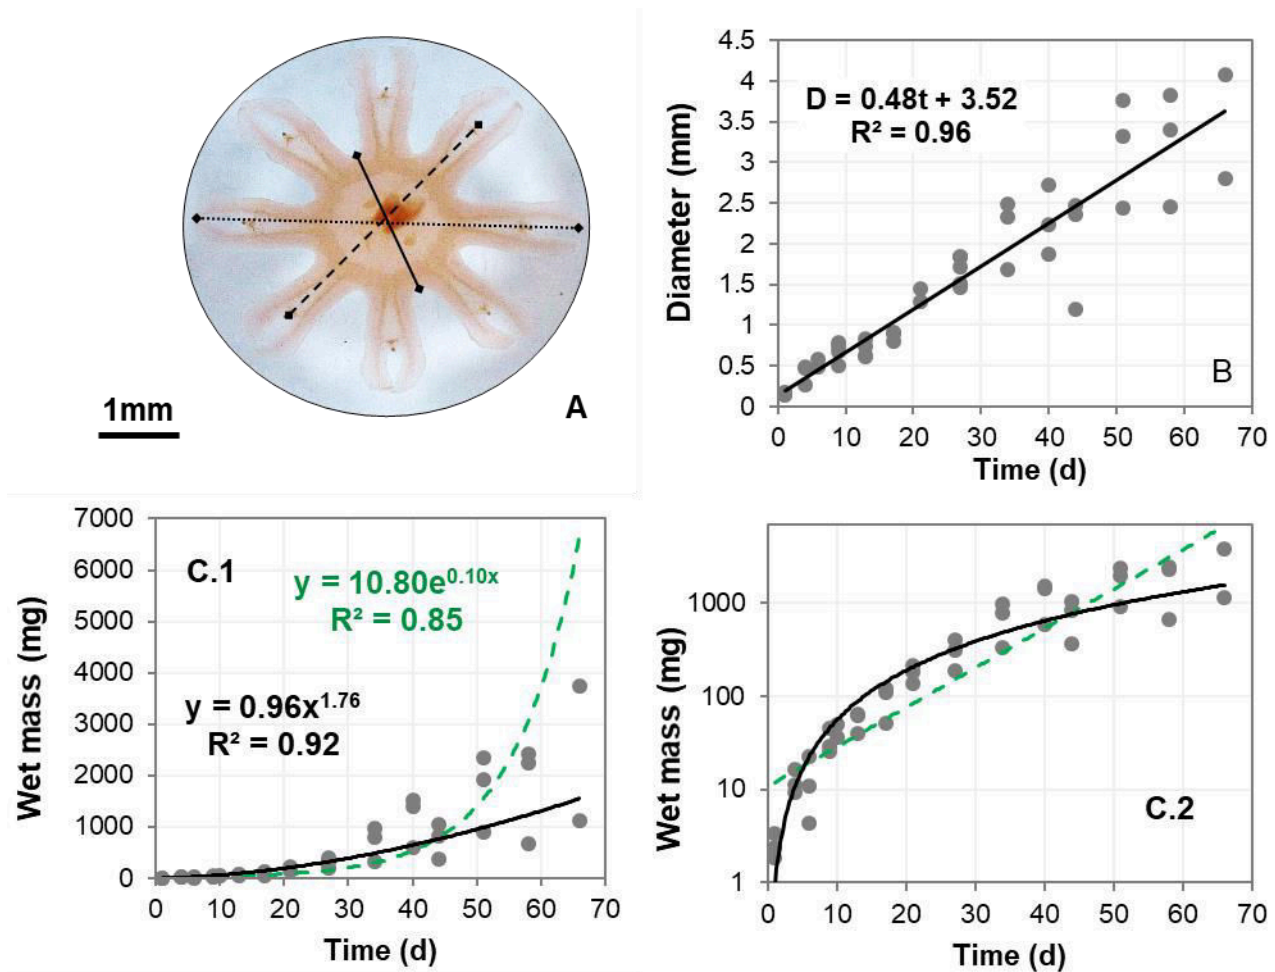 1mm
A
4.5
4
3.5
3
2.5
2
1.5
1
0.5
0
Diameter (mm)
D = 0.48t + 3.52
R² = 0.96
B
0 10 20 30 40 50 60 70
Time (d)
7000
6000
5000
4000
3000
2000
1000
0
Wet mass (mg)
C.1
y = 10.80e^0.10x
R² = 0.85
y = 0.96x^1.76
R² = 0.92
0 10 20 30 40 50 60 70
Time (d)
1000
100
10
1
Wet mass (mg)
C.2
0 10 20 30 40 50 60 70
Time (d)